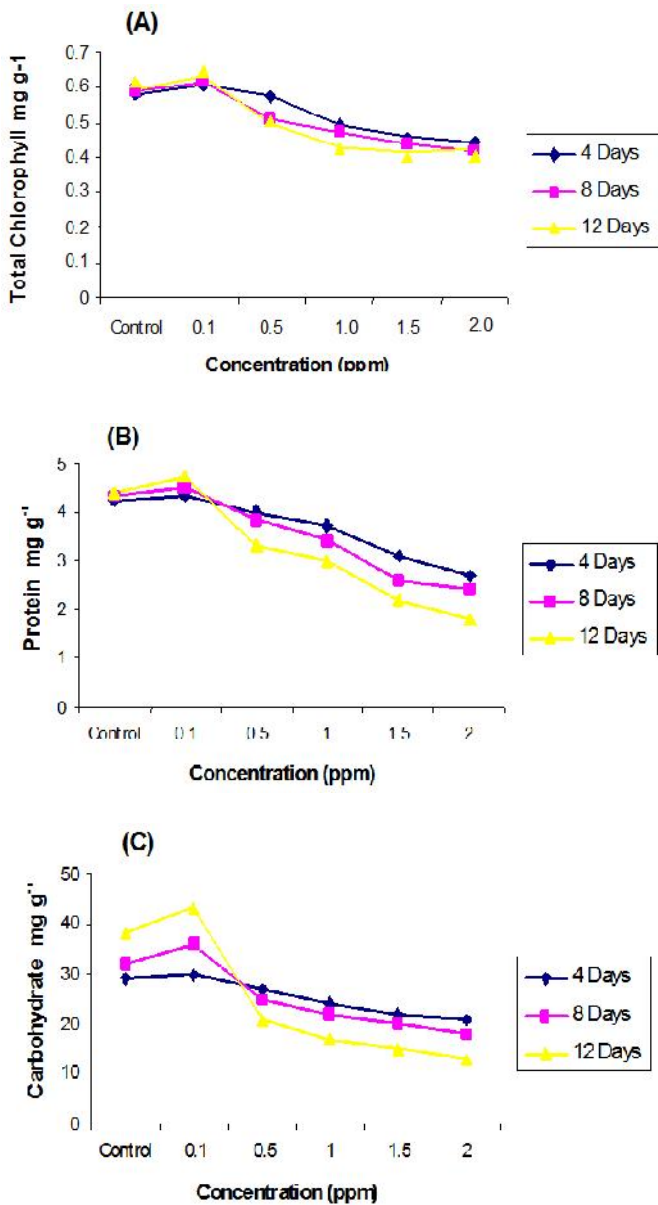 (A)
Total Chlorophyll mg g-1
0.7
0.6
0.5
0.4
0.3
0.2
0.1
0
Control 0.1 0.5 1.0 1.5 2.0
Concentration (ppm)
4 Days
8 Days
12 Days
(B)
Protein mg g⁻¹
5
4
3
2
1
0
Control 0.1 0.5 1 1.5 2
Concentration (ppm)
4 Days
8 Days
12 Days
(C)
Carbohydrate mg g⁻¹
50
40
30
20
10
0
Control 0.1 0.5 1 1.5 2
Concentration (ppm)
4 Days
8 Days
12 Days